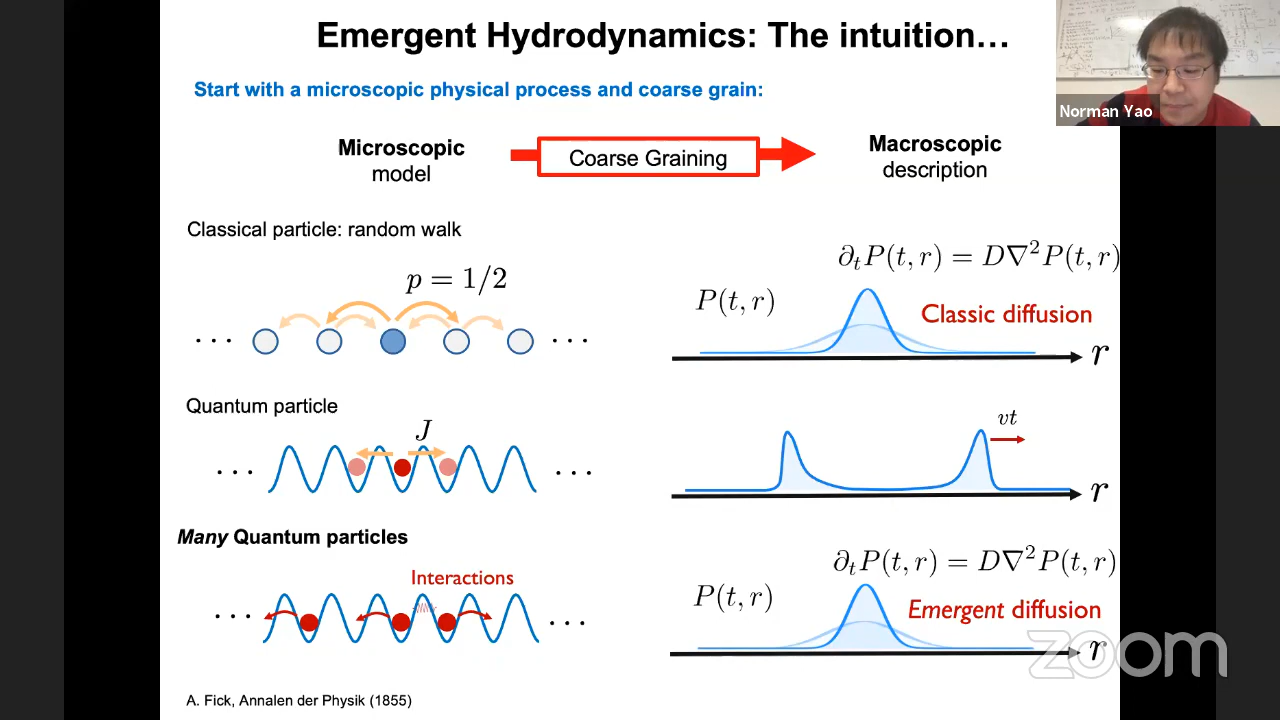 Emergent Hydrodynamics: The intuition…
Norman Yao
Start with a microscopic physical process and coarse grain:
Microscopic
model
Coarse Graining
Macroscopic
description
Classical particle: random walk
p = 1/2
∂ₜP(t, r) = D∇²P(t, r)
P(t, r)
Classic diffusion
r
Quantum particle
J
vt
r
Many Quantum particles
Interactions
∂ₜP(t, r) = D∇²P(t, r)
P(t, r)
Emergent diffusion
r
zoom
A. Fick, Annalen der Physik (1855)